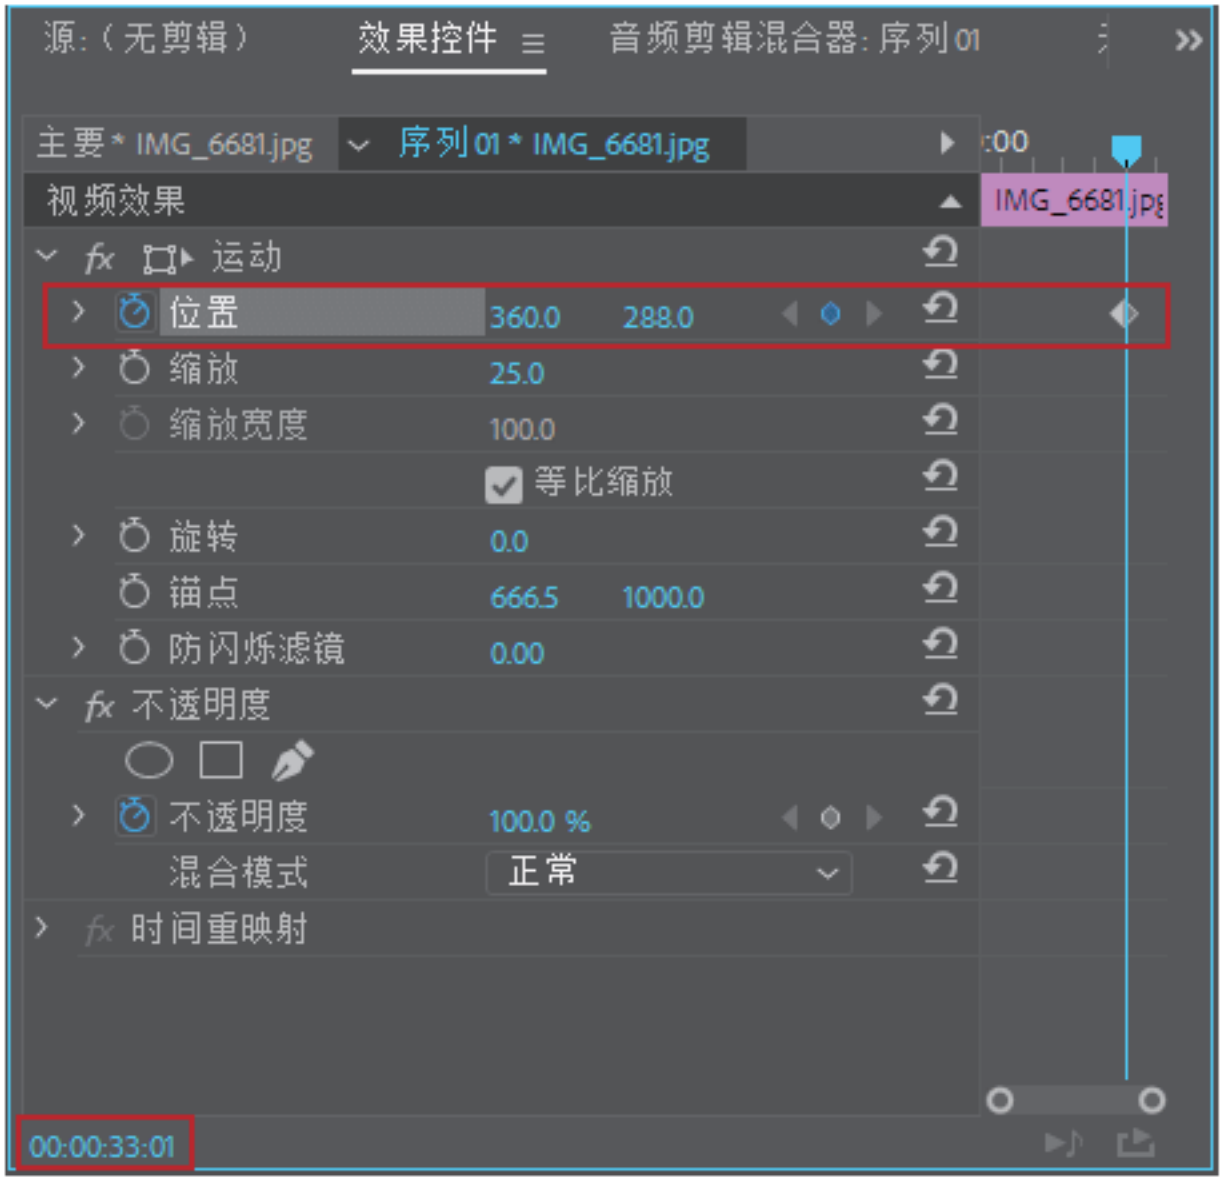 源:（无剪辑） 效果控件 音频剪辑混合器: 序列 01
主要* IMG_6681.jpg 序列 01 * IMG_6681.jpg :00
视频效果 IMG_6681.jpg
fx 运动
位置 360.0 288.0
缩放 25.0
缩放宽度 100.0
等比缩放
旋转 0.0
锚点 666.5 1000.0
防闪烁滤镜 0.00
fx 不透明度
不透明度 100.0 %
混合模式 正常
fx 时间重映射
00:00:33:01